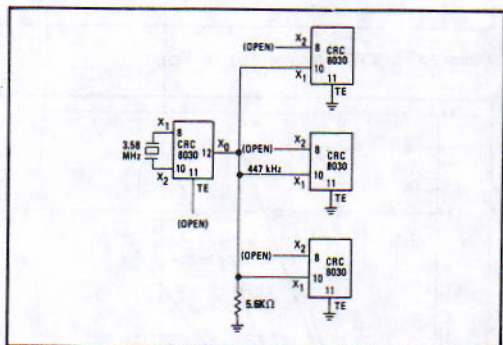 X2
(OPEN)
8
CRC
8030
10
X1
11
TE
X1
8
CRC
8030
3.58
MHz
12
X0
10
11
X2
TE
(OPEN)
X2
(OPEN)
8
CRC
8030
447 kHz
10
X1
11
TE
X2
(OPEN)
8
CRC
8030
10
X1
11
TE
5.6KΩ